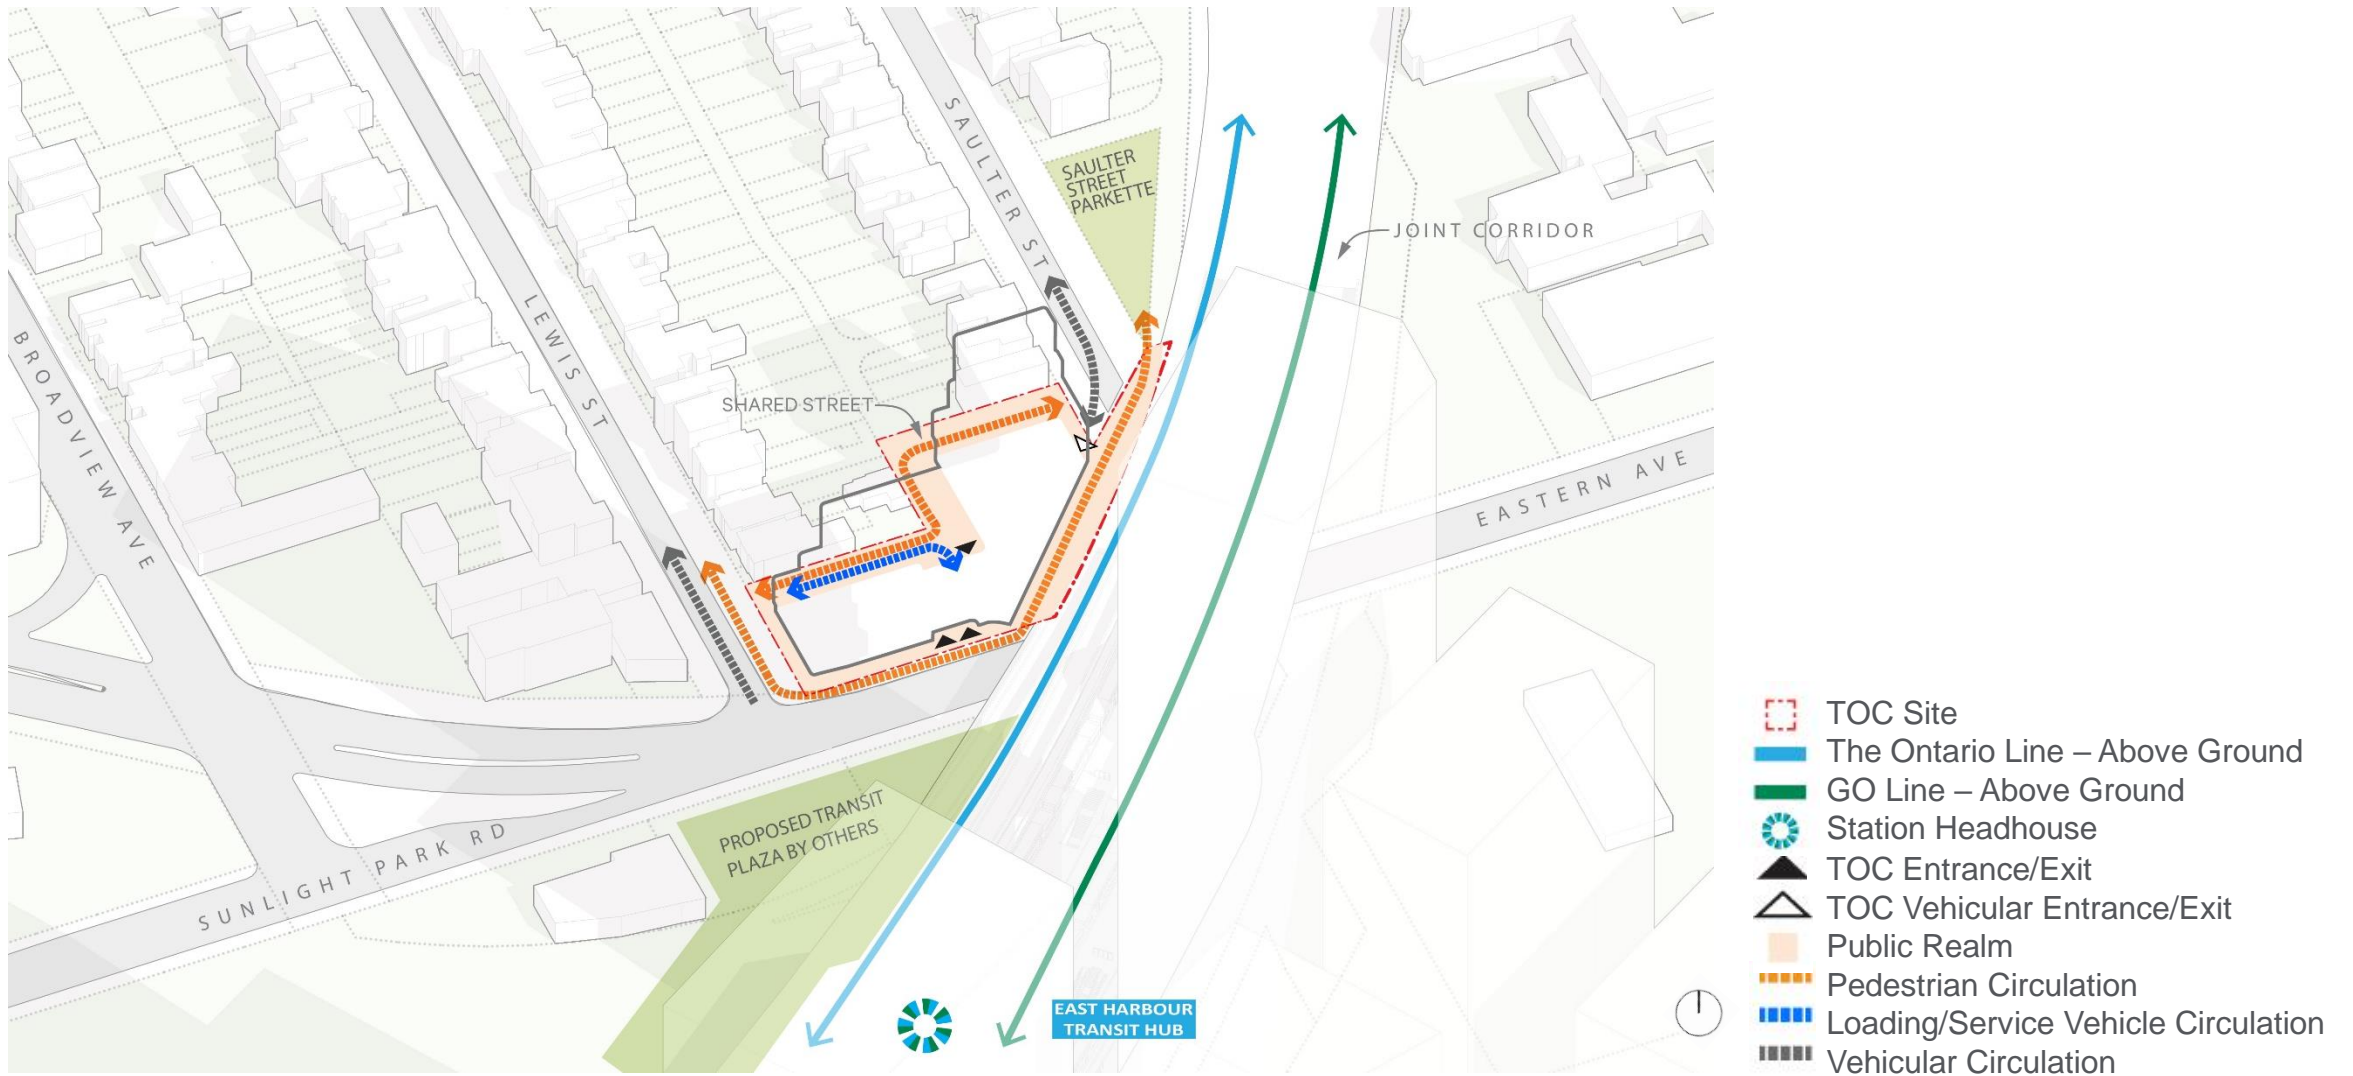 SAULTER ST
SAULTER
STREET
PARKETTE
JOINT CORRIDOR
LEWIS ST
BROADVIEW AVE
SHARED STREET
EASTERN AVE
PROPOSED TRANSIT
PLAZA BY OTHERS
SUNLIGHT PARK RD
EAST HARBOUR
TRANSIT HUB
TOC Site
The Ontario Line – Above Ground
GO Line – Above Ground
Station Headhouse
TOC Entrance/Exit
TOC Vehicular Entrance/Exit
Public Realm
Pedestrian Circulation
Loading/Service Vehicle Circulation
Vehicular Circulation